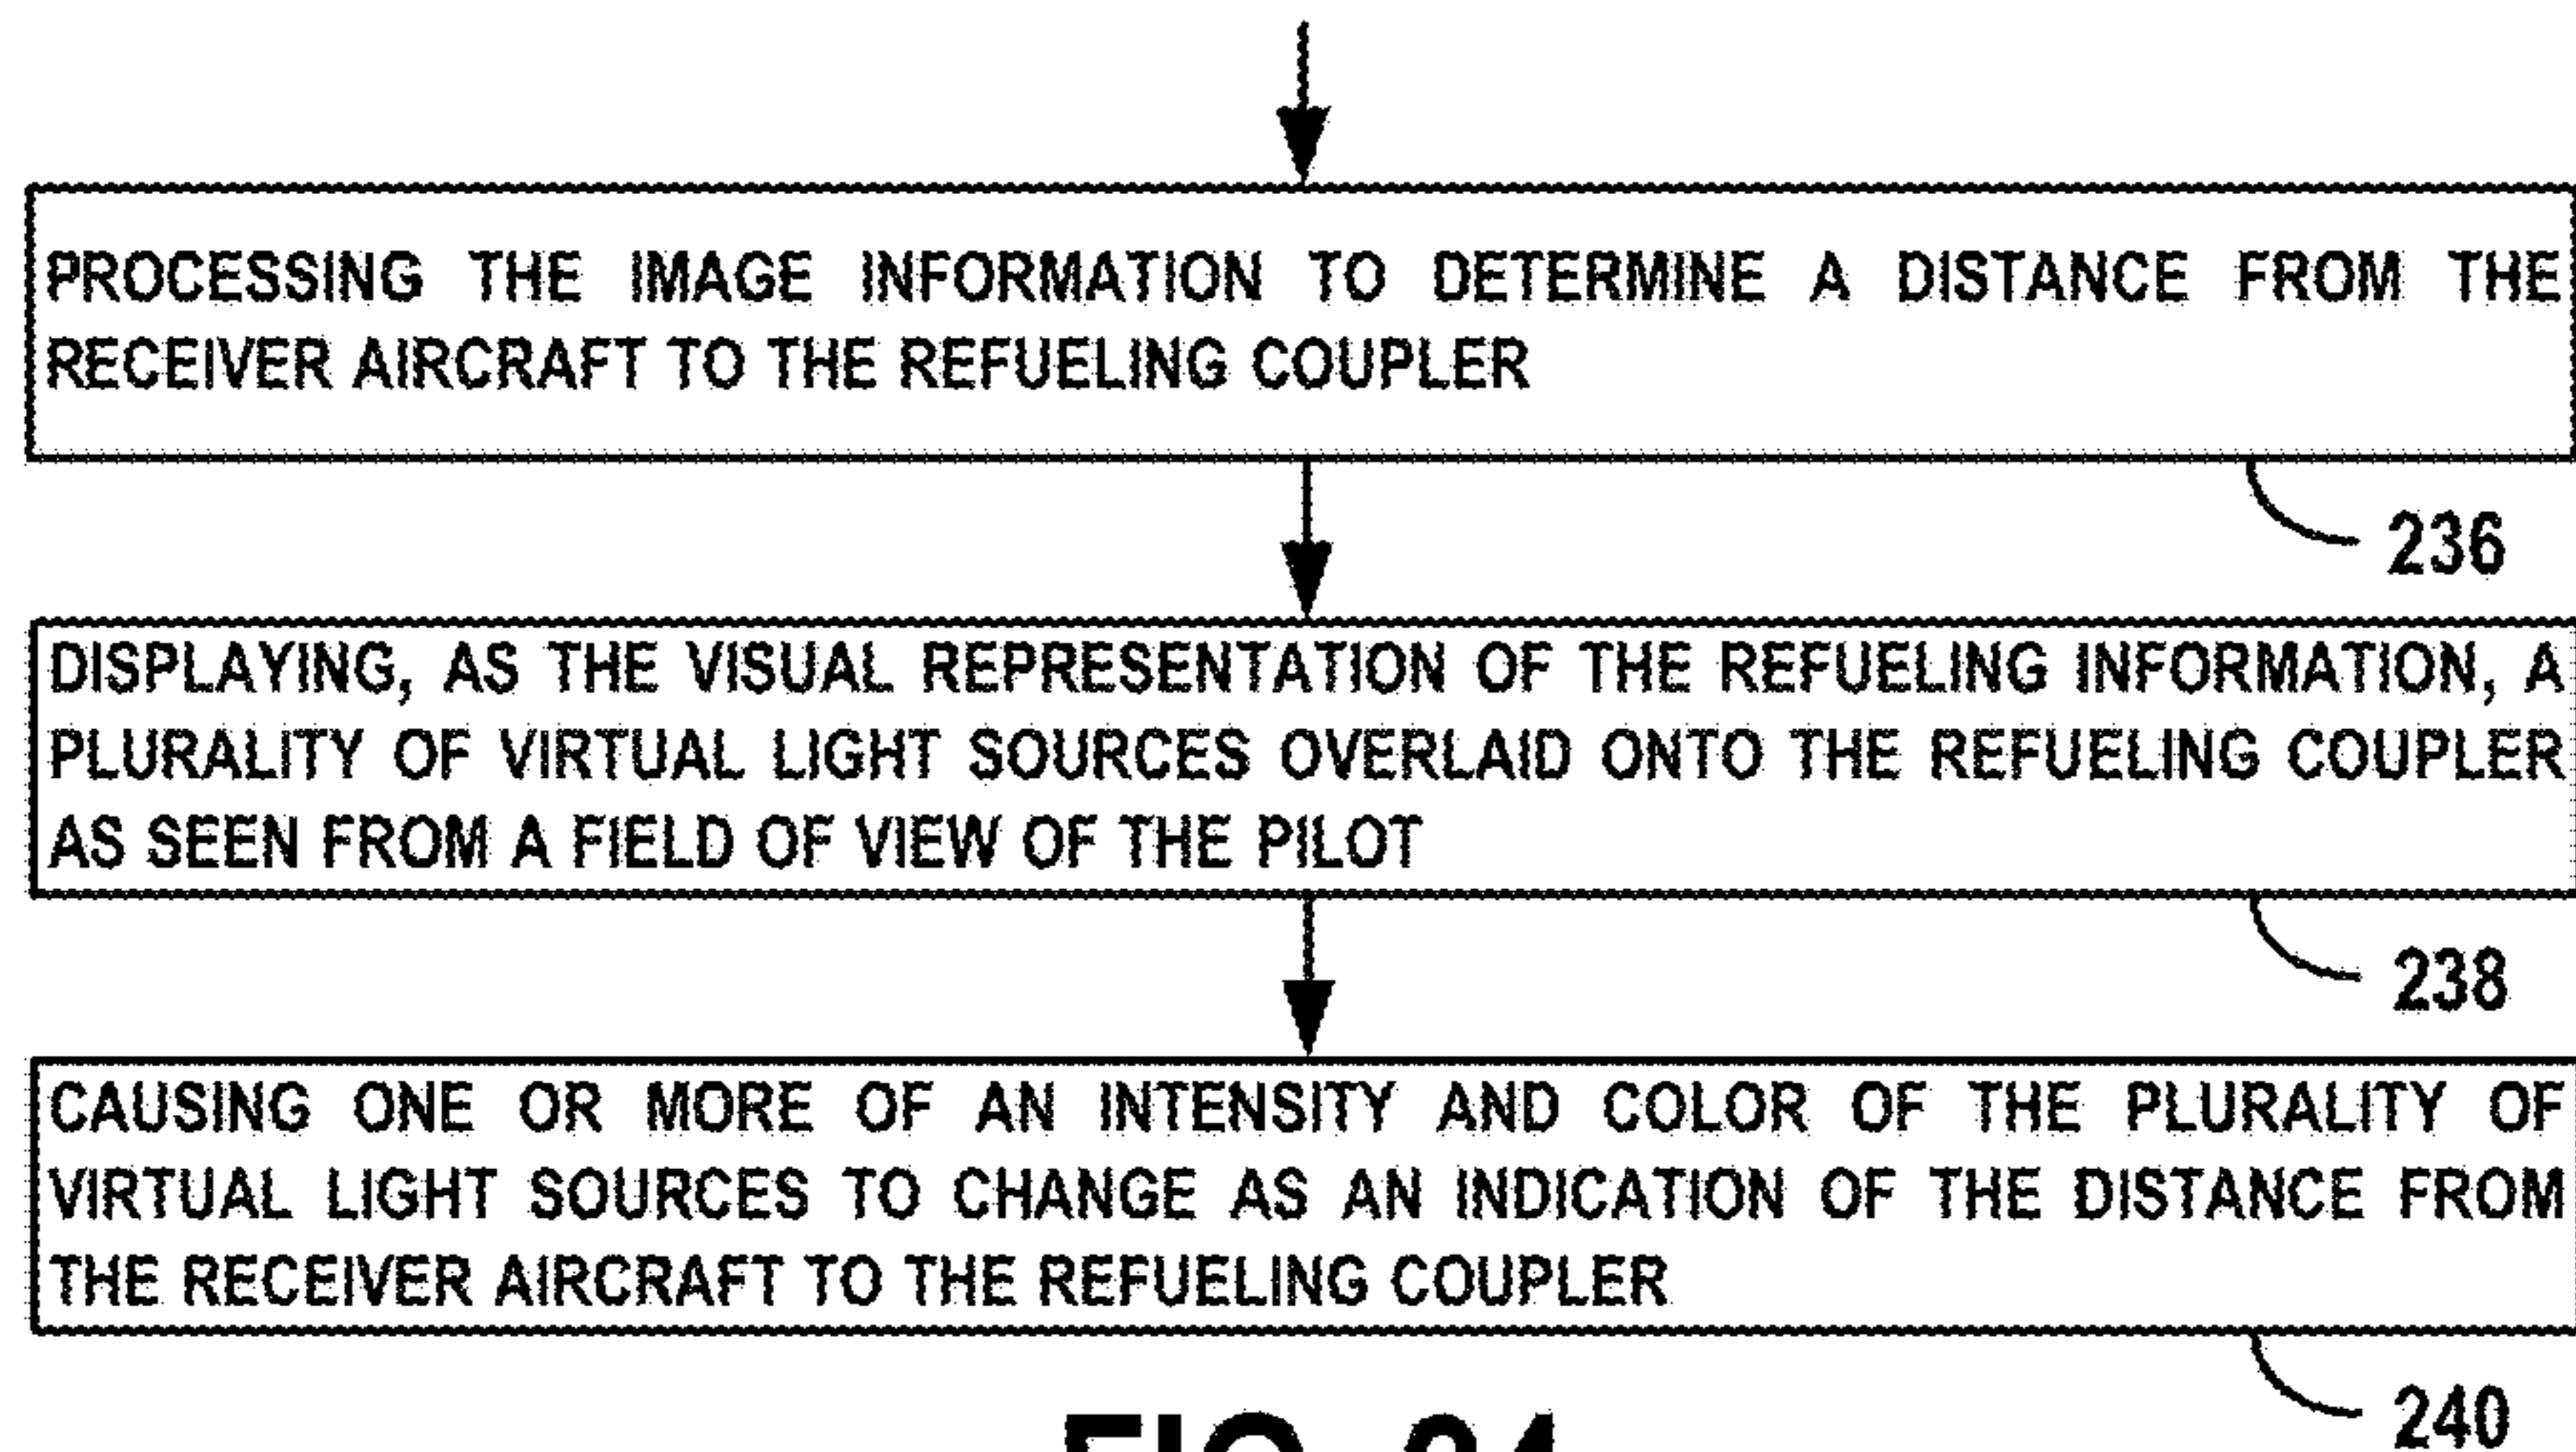 PROCESSING THE IMAGE INFORMATION TO DETERMINE A DISTANCE FROM THE
RECEIVER AIRCRAFT TO THE REFUELING COUPLER
236
DISPLAYING, AS THE VISUAL REPRESENTATION OF THE REFUELING INFORMATION, A
PLURALITY OF VIRTUAL LIGHT SOURCES OVERLAID ONTO THE REFUELING COUPLER
AS SEEN FROM A FIELD OF VIEW OF THE PILOT
238
CAUSING ONE OR MORE OF AN INTENSITY AND COLOR OF THE PLURALITY OF
VIRTUAL LIGHT SOURCES TO CHANGE AS AN INDICATION OF THE DISTANCE FROM
THE RECEIVER AIRCRAFT TO THE REFUELING COUPLER
240